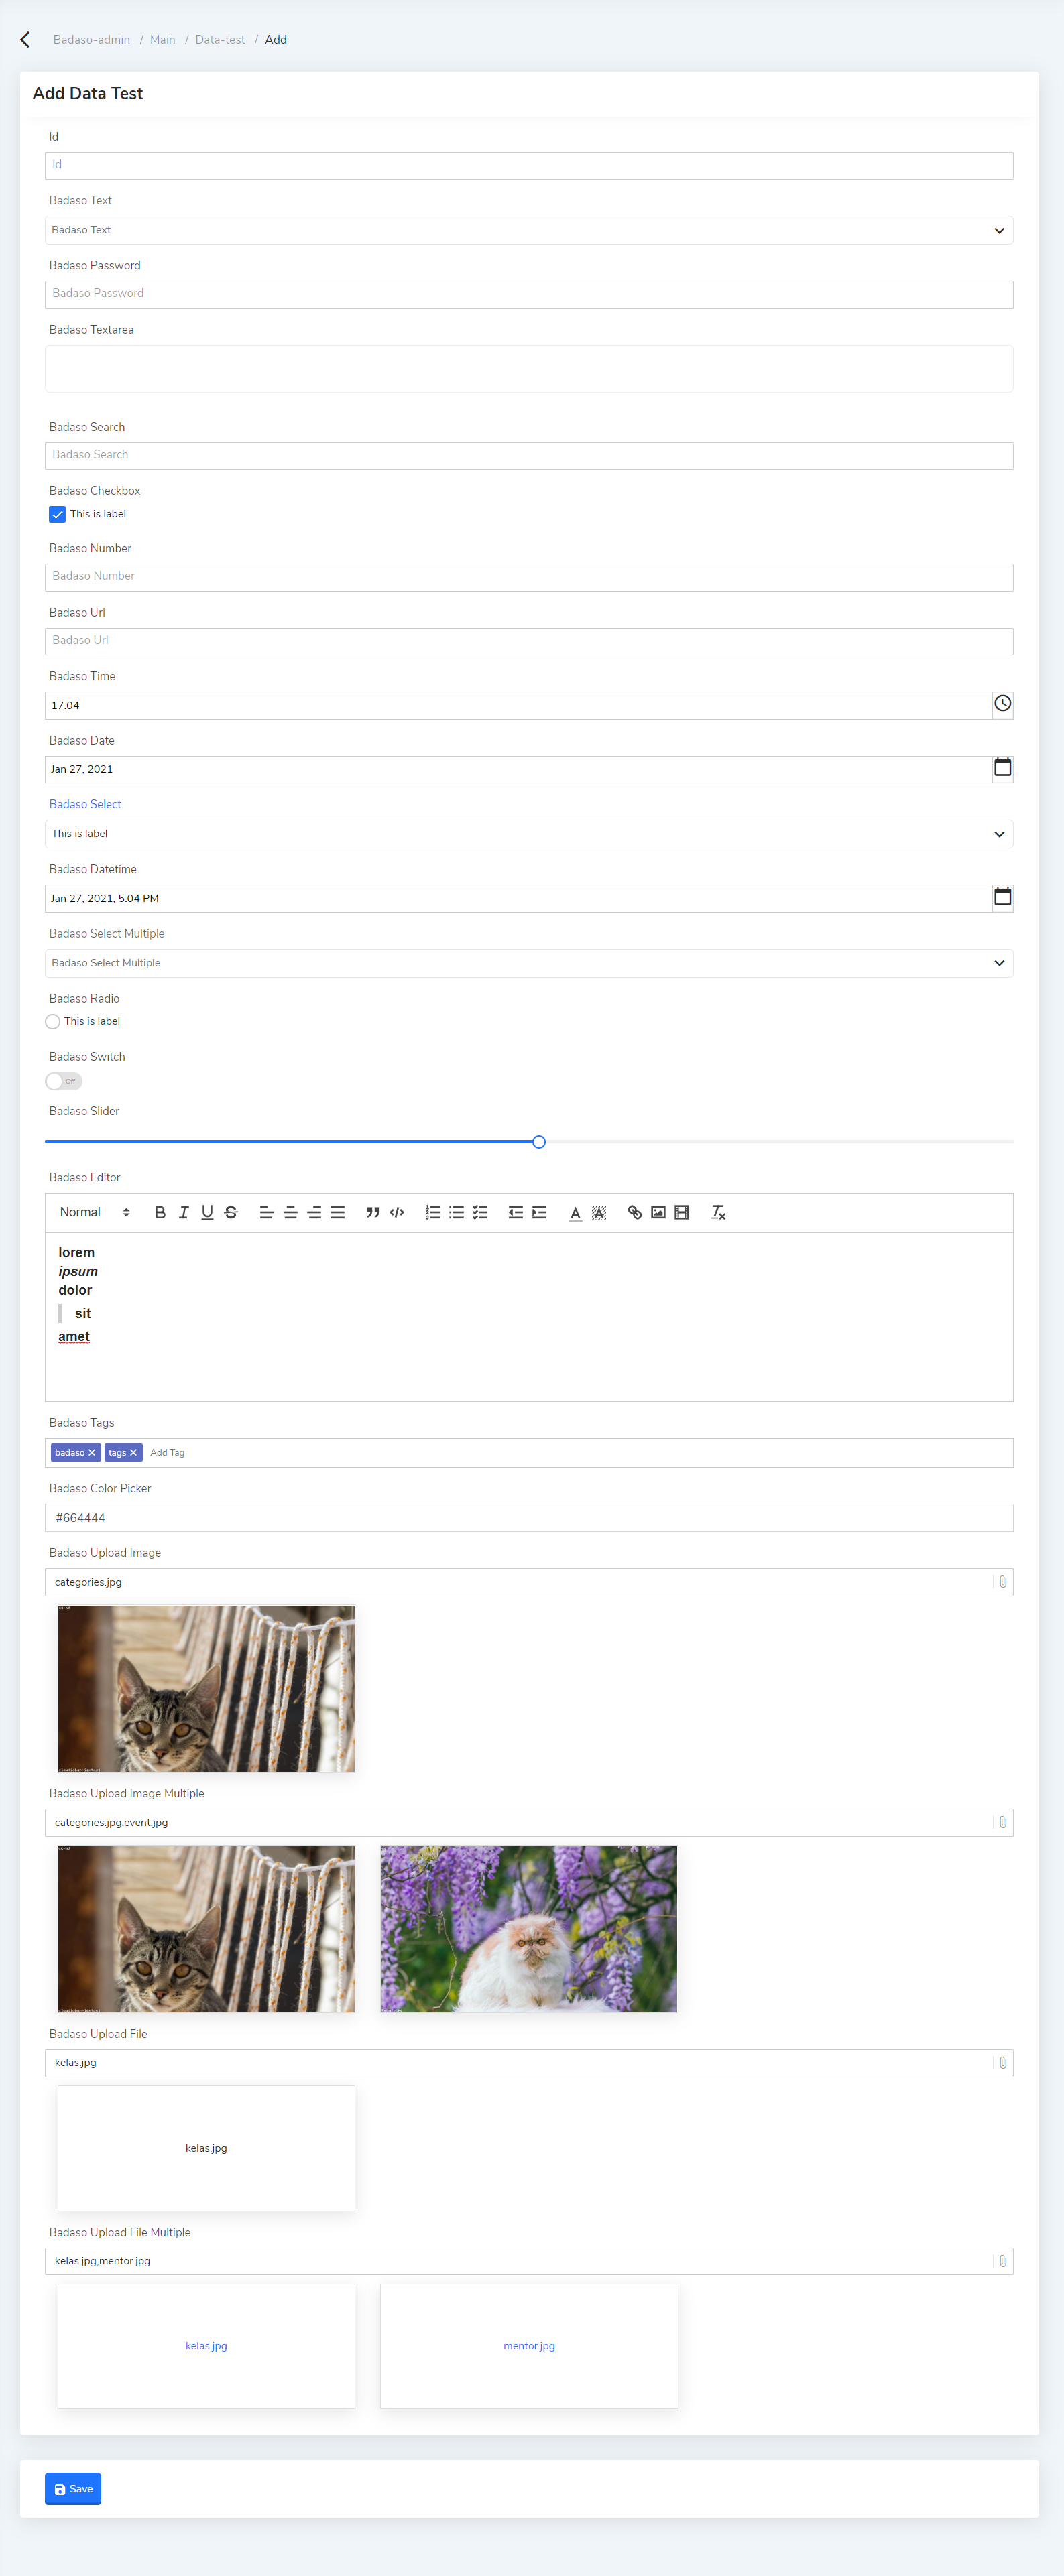 Badaso-admin / Main / Data-test / Add
Add Data Test
Id
Id
Badaso Text
Badaso Text
Badaso Password
Badaso Password
Badaso Textarea
Badaso Search
Badaso Search
Badaso Checkbox
This is label
Badaso Number
Badaso Number
Badaso Url
Badaso Url
Badaso Time
17:04
Badaso Date
Jan 27, 2021
Badaso Select
This is label
Badaso Datetime
Jan 27, 2021, 5:04 PM
Badaso Select Multiple
Badaso Select Multiple
Badaso Radio
This is label
Badaso Switch
Off
Badaso Slider
Badaso Editor
Normal
lorem
ipsum
dolor
sit
amet
Badaso Tags
badaso tags Add Tag
Badaso Color Picker
#664444
Badaso Upload Image
categories.jpg
Badaso Upload Image Multiple
categories.jpg,event.jpg
Badaso Upload File
kelas.jpg
kelas.jpg
Badaso Upload File Multiple
kelas.jpg,mentor.jpg
kelas.jpg mentor.jpg
Save